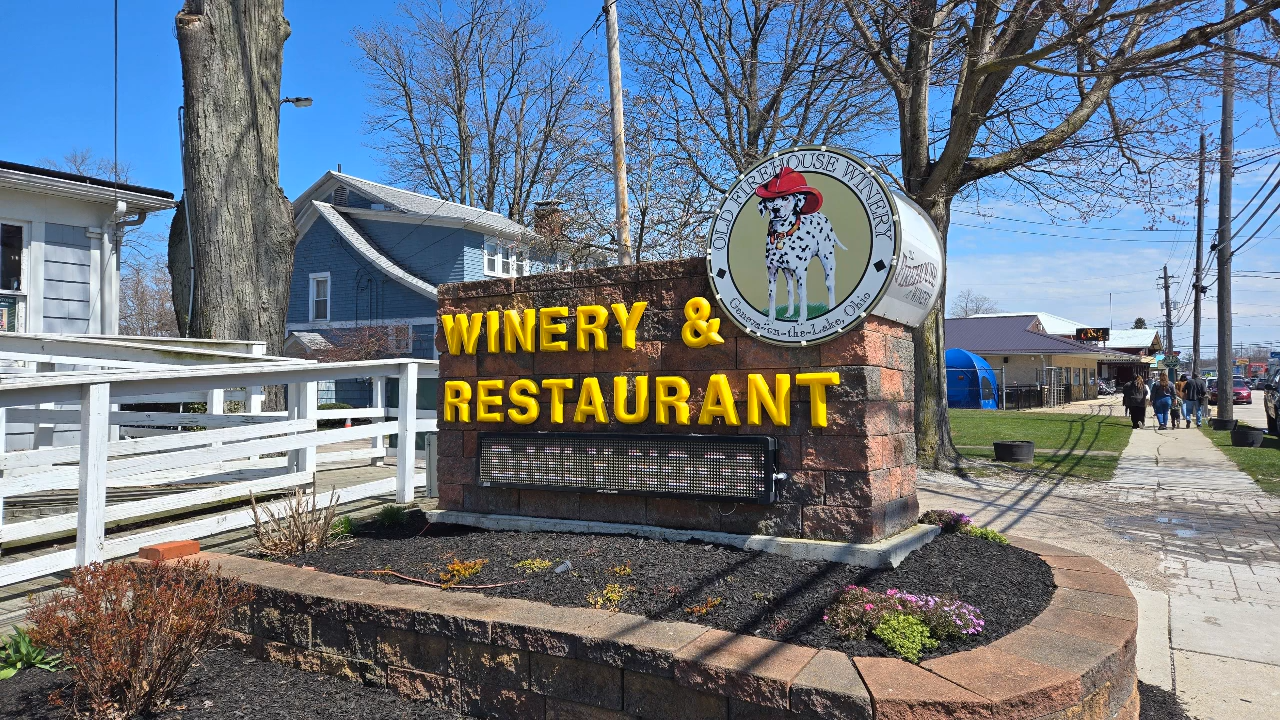 OLD FIREHOUSE WINERY
Geneva-on-the-Lake, Ohio
WINERY &
RESTAURANT